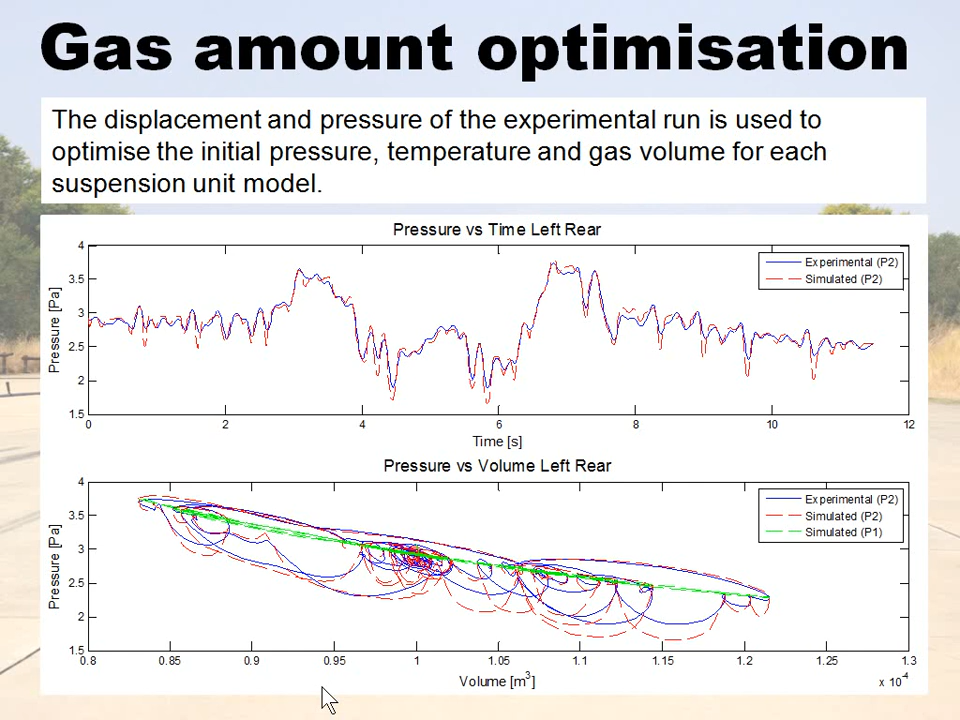 Gas amount optimisation
The displacement and pressure of the experimental run is used to
optimise the initial pressure, temperature and gas volume for each
suspension unit model.
Pressure vs Time Left Rear
4
3.5
3
2.5
2
1.5
Pressure [Pa]
Experimental (P2)
Simulated (P2)
0 2 4 6 8 10 12
Time [s]
Pressure vs Volume Left Rear
4
3.5
3
2.5
2
1.5
Pressure [Pa]
Experimental (P2)
Simulated (P2)
Simulated (P1)
0.8 0.85 0.9 0.95 1 1.05 1.1 1.15 1.2 1.25 1.3
Volume [m³]
x 10⁻⁴